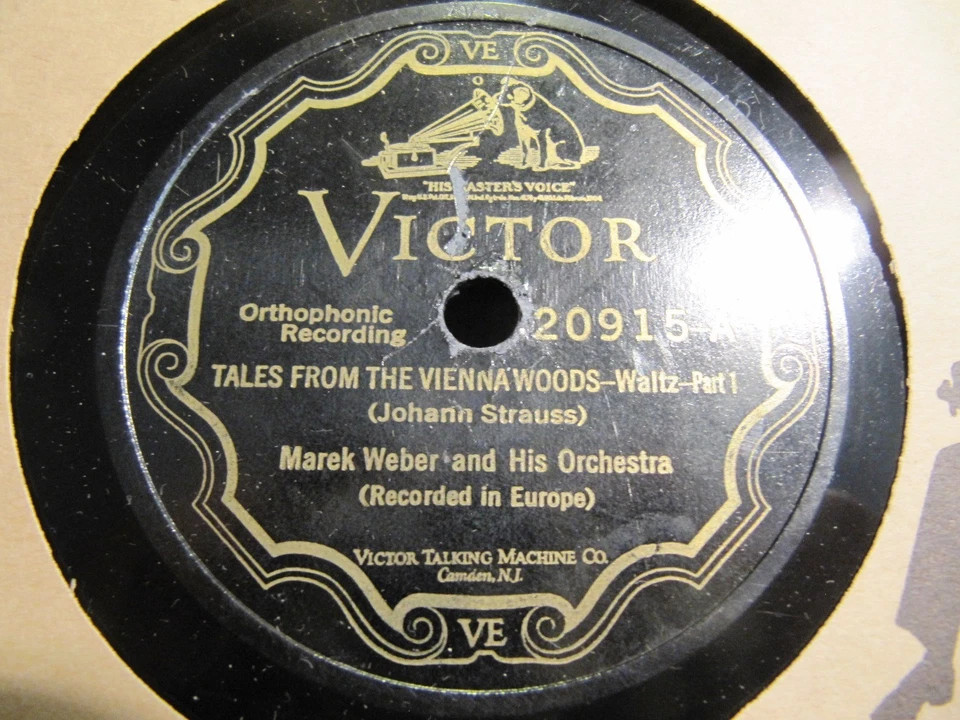 VE
"HIS MASTER'S VOICE"
VICTOR
Orthophonic
Recording
20915-A
TALES FROM THE VIENNA WOODS—Waltz—Part 1
(Johann Strauss)
Marek Weber and His Orchestra
(Recorded in Europe)
VICTOR TALKING MACHINE CO.
Camden, N.J.
VE